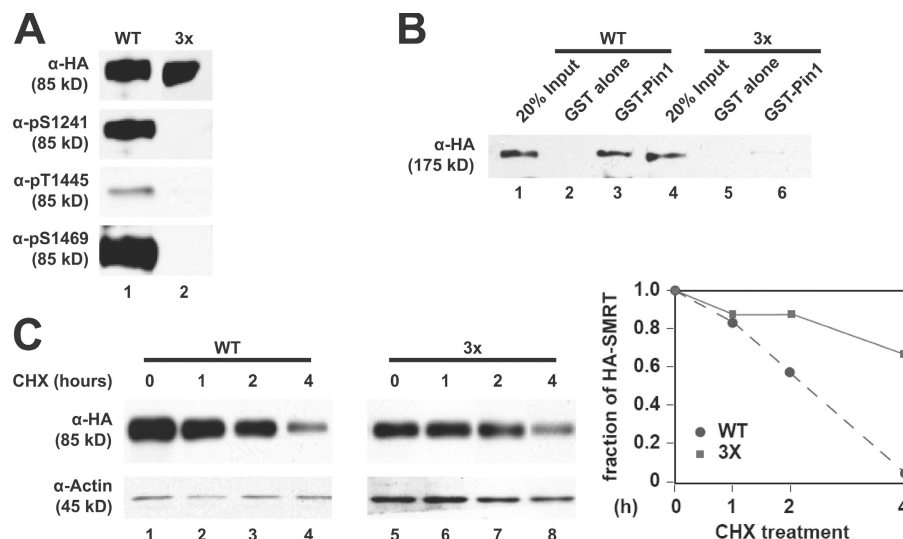 A
WT 3x
α-HA
(85 kD)
α-pS1241
(85 kD)
α-pT1445
(85 kD)
α-pS1469
(85 kD)
1 2
B
WT 3x
20% Input GST alone GST-Pin1 20% Input GST alone GST-Pin1
α-HA
(175 kD)
1 2 3 4 5 6
C
WT 3x
CHX (hours) 0 1 2 4 0 1 2 4
α-HA
(85 kD)
α-Actin
(45 kD)
1 2 3 4 5 6 7 8
fraction of HA-SMRT
1.0
0.8
0.6
0.4
0.2
0
WT
3X
(h) 0 1 2 4
CHX treatment